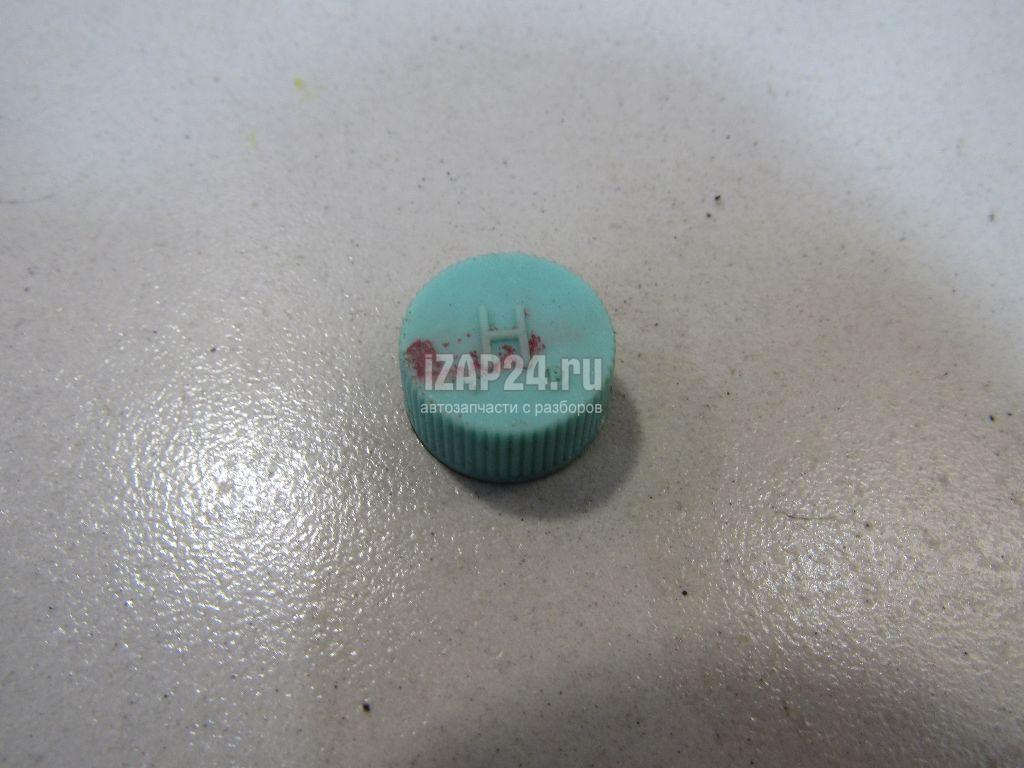 H
iZAP24.ru
автозапчасти с разборов